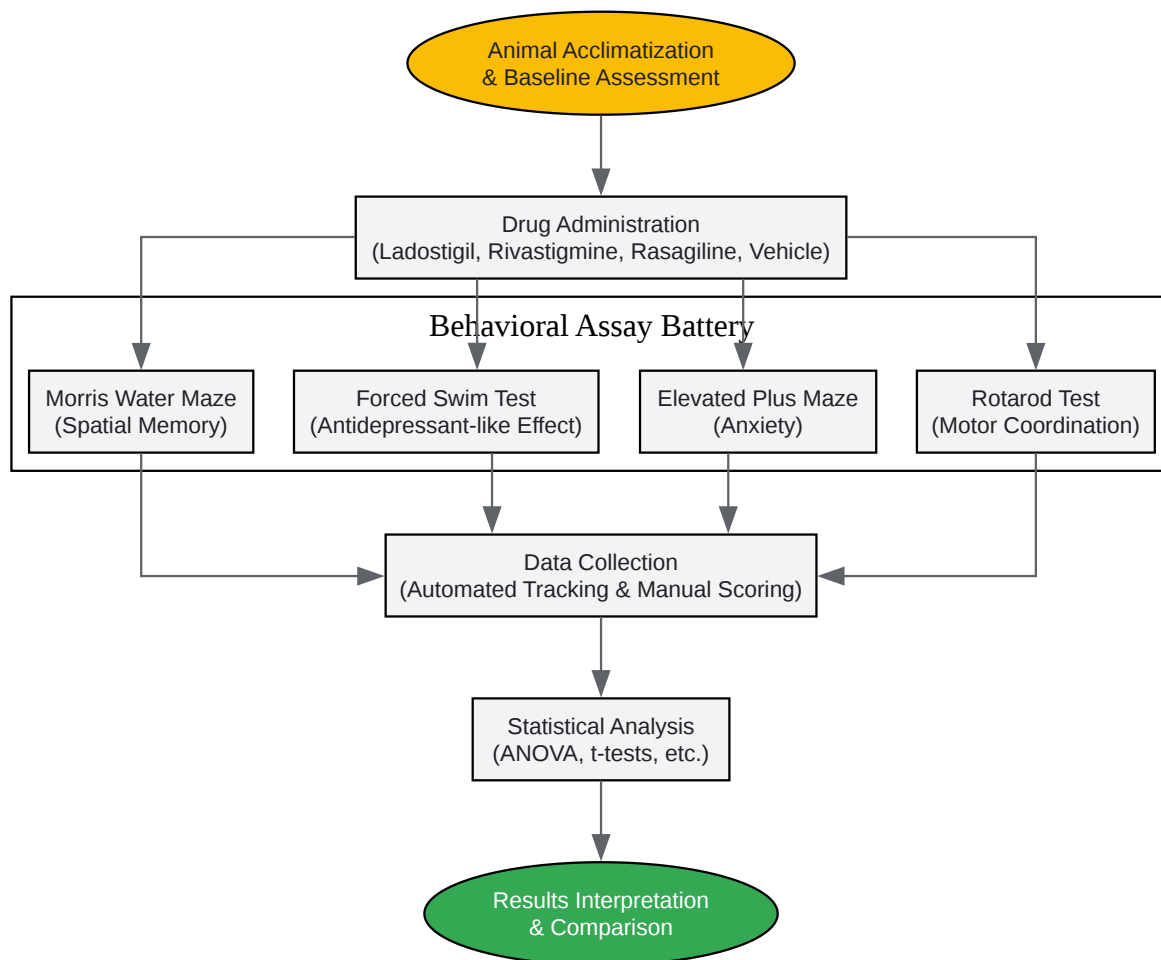 Animal Acclimatization
& Baseline Assessment
Drug Administration
(Ladostigil, Rivastigmine, Rasagiline, Vehicle)
Behavioral Assay Battery
Morris Water Maze
(Spatial Memory)
Forced Swim Test
(Antidepressant-like Effect)
Elevated Plus Maze
(Anxiety)
Rotarod Test
(Motor Coordination)
Data Collection
(Automated Tracking & Manual Scoring)
Statistical Analysis
(ANOVA, t-tests, etc.)
Results Interpretation
& Comparison